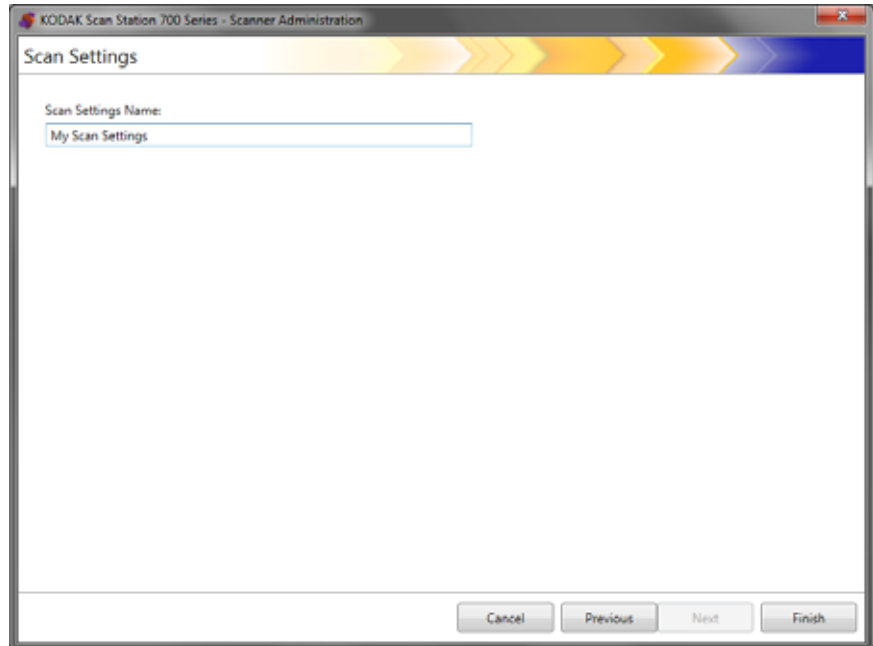 KODAK Scan Station 700 Series - Scanner Administration
Scan Settings
Scan Settings Name:
My Scan Settings
Cancel Previous Next Finish